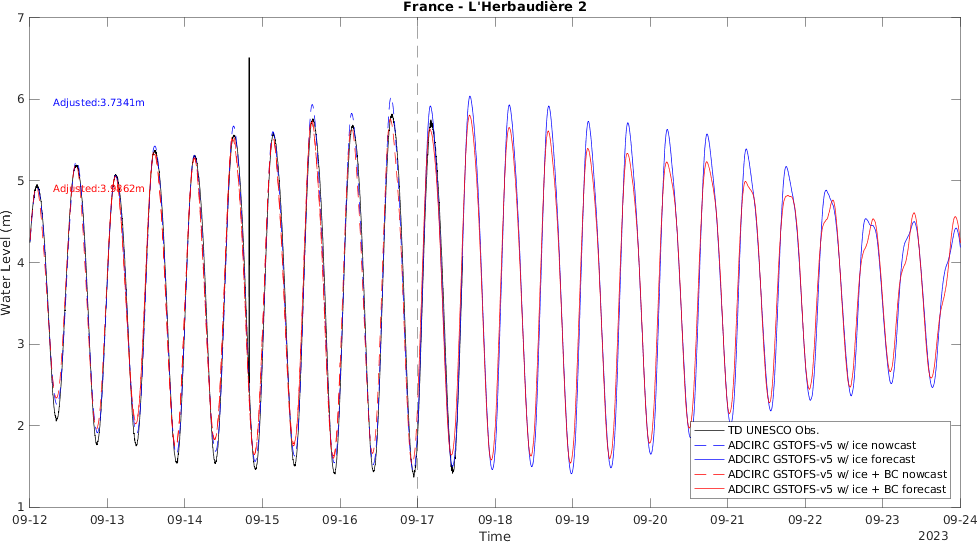 France - L'Herbaudière 2
7
6
5
4
3
2
1
Water Level (m)
Adjusted:3.7341m
Adjusted:3.9862m
TD UNESCO Obs.
ADCIRC GSTOFS-v5 w/ ice nowcast
ADCIRC GSTOFS-v5 w/ ice forecast
ADCIRC GSTOFS-v5 w/ ice + BC nowcast
ADCIRC GSTOFS-v5 w/ ice + BC forecast
09-12 09-13 09-14 09-15 09-16 09-17 09-18 09-19 09-20 09-21 09-22 09-23 09-24
Time
2023